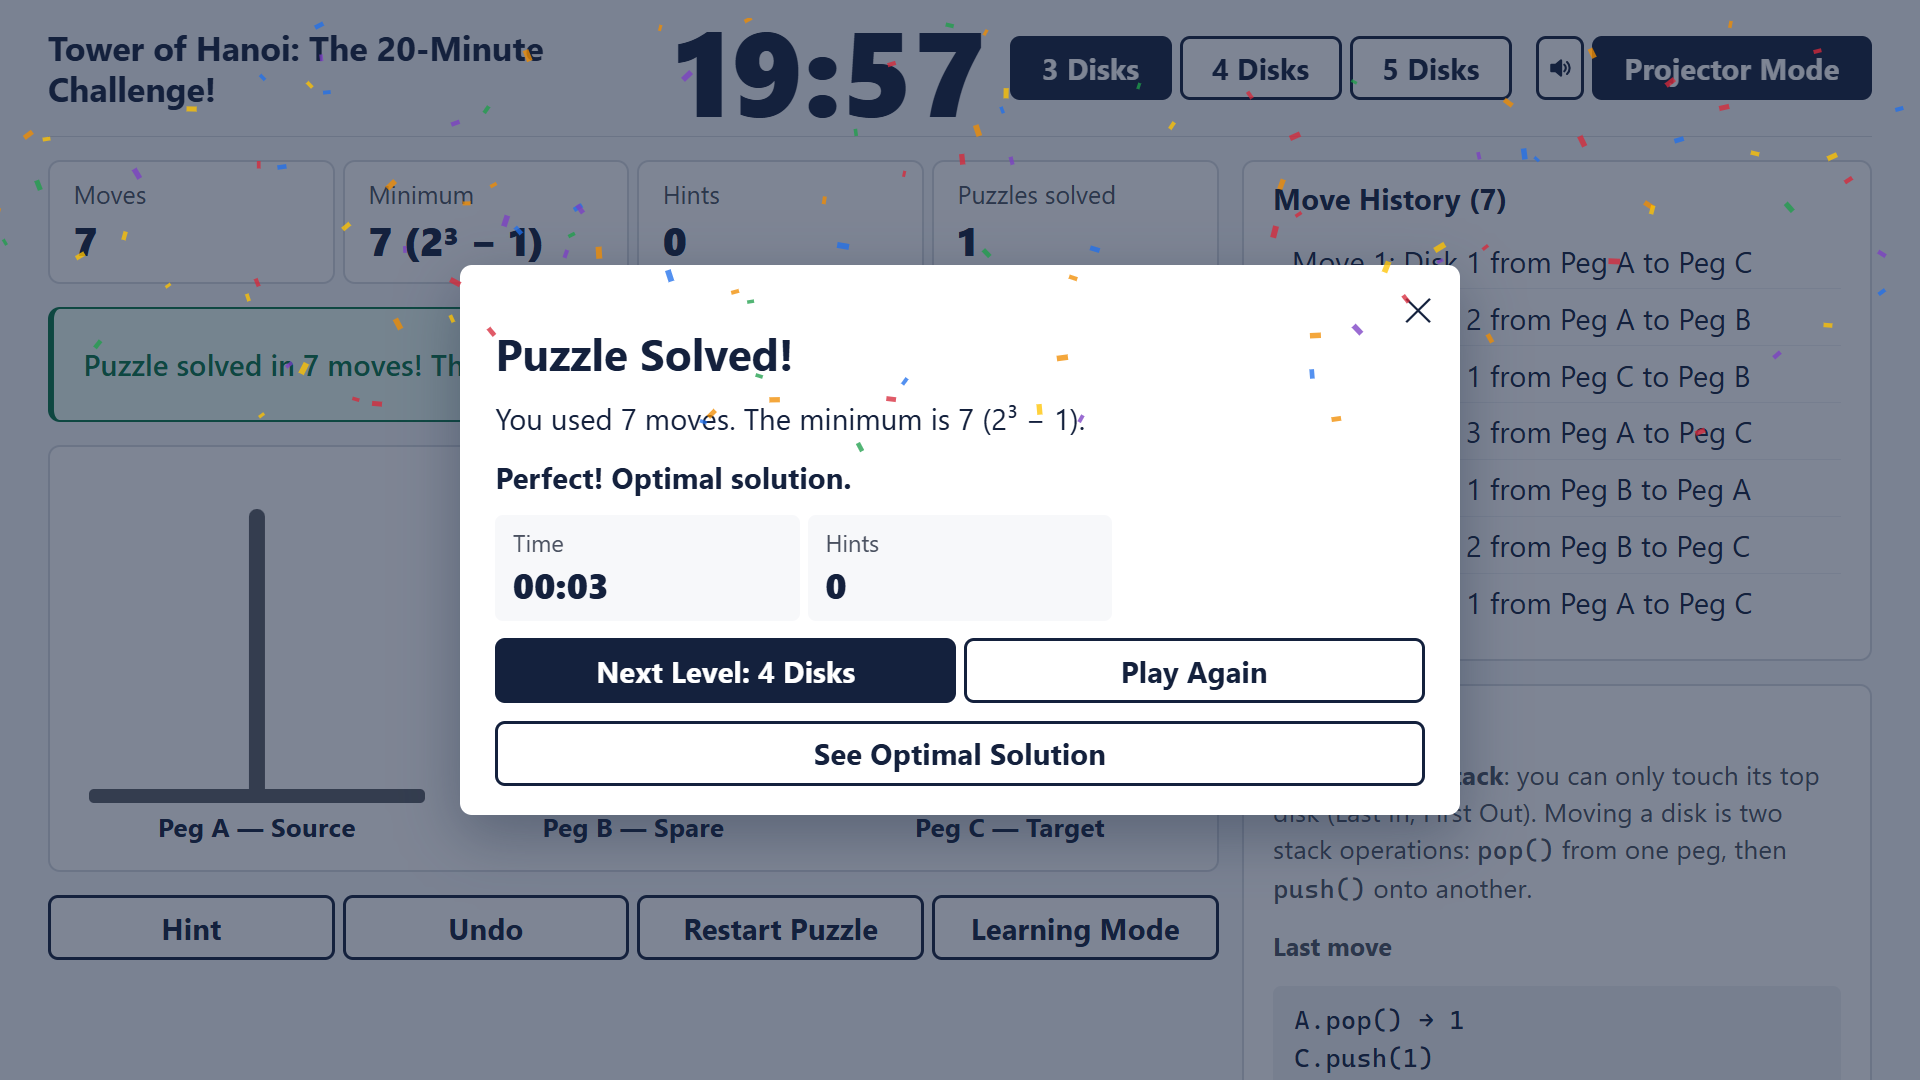 Tower of Hanoi: The 20-Minute
Challenge!
19:57
3 Disks
4 Disks
5 Disks
Projector Mode
Moves
7
Minimum
7 (2³ − 1)
Hints
0
Puzzles solved
1
Puzzle solved in 7 moves!
Puzzle Solved!
You used 7 moves. The minimum is 7 (2³ − 1).
Perfect! Optimal solution.
Time
00:03
Hints
0
Next Level: 4 Disks
Play Again
See Optimal Solution
Peg A — Source
Peg B — Spare
Peg C — Target
Hint
Undo
Restart Puzzle
Learning Mode
Move History (7)
Move 1: Disk 1 from Peg A to Peg C
2 from Peg A to Peg B
1 from Peg C to Peg B
3 from Peg A to Peg C
1 from Peg B to Peg A
2 from Peg B to Peg C
1 from Peg A to Peg C
: you can only touch its top
disk (Last In, First Out). Moving a disk is two
stack operations: pop() from one peg, then
push() onto another.
Last move
A.pop() → 1
C.push(1)